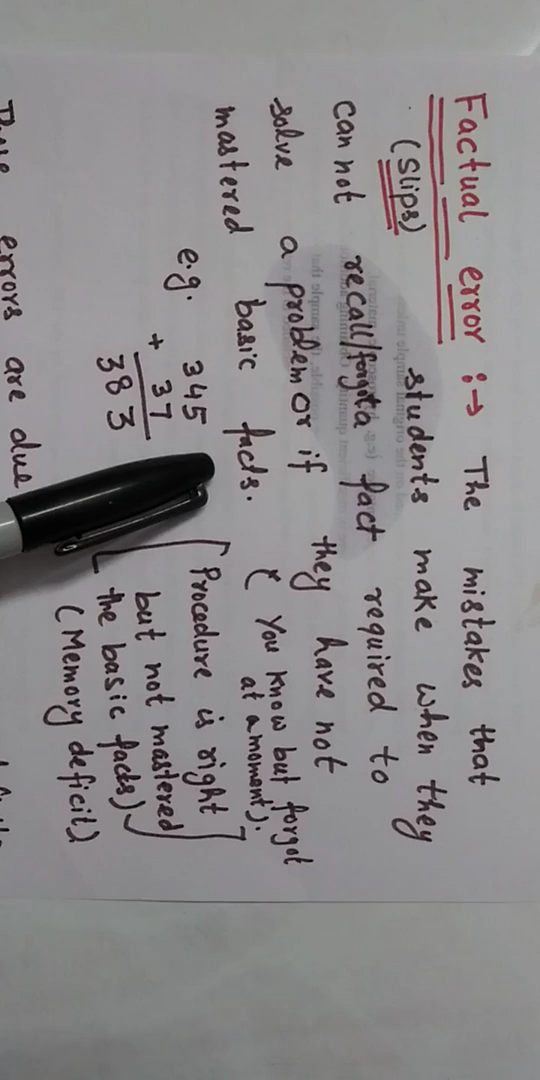 Factual error :→ The mistakes that
(Slips) students make when they
can not recall/forgot a fact required to
solve a problem or if they have not
mastered basic facts. ( You know but forgot
at a moment).
e.g. 345
+ 37
383
[Procedure is right
but not mastered
the basic facts]
(Memory deficit)
errors are due